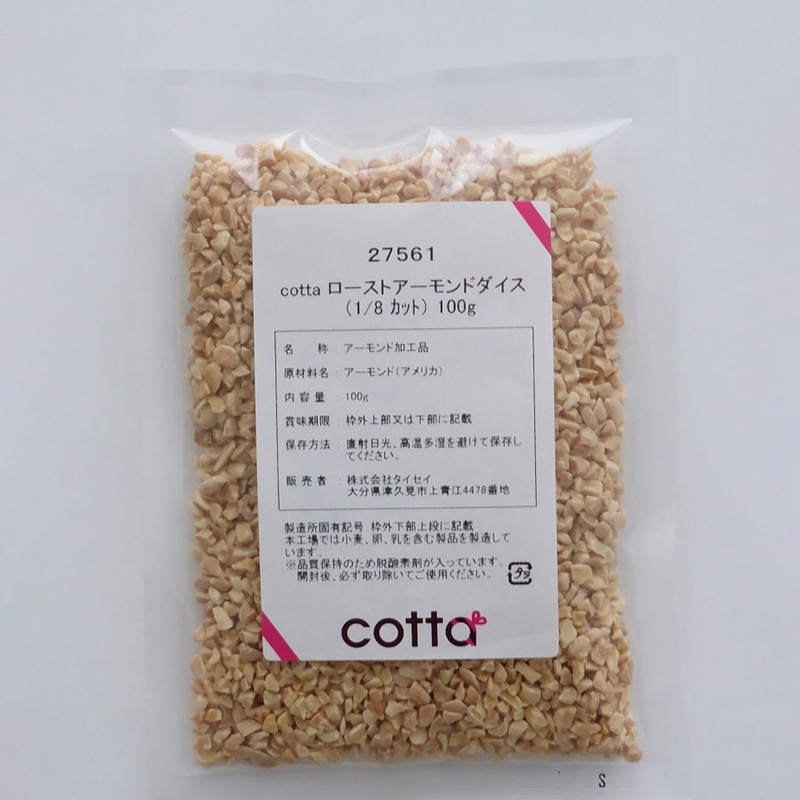 27561
cotta ローストアーモンドダイス
(1/8 カット) 100g
名 称 : アーモンド加工品
原材料名 : アーモンド(アメリカ)
内容量 : 100g
賞味期限 : 枠外上部又は下部に記載
保存方法 : 直射日光、高温多湿を避けて保存し
てください。
販売者 : 株式会社タイセイ
大分県津久見市上青江4478番地
製造所固有記号:枠外下部上段に記載
本工場では小麦、卵、乳を含む製品を製造して
います。
※品質保持のため脱酸素剤が入っています。
開封後、必ず取り除いてご使用ください。
プラ
cotta
S